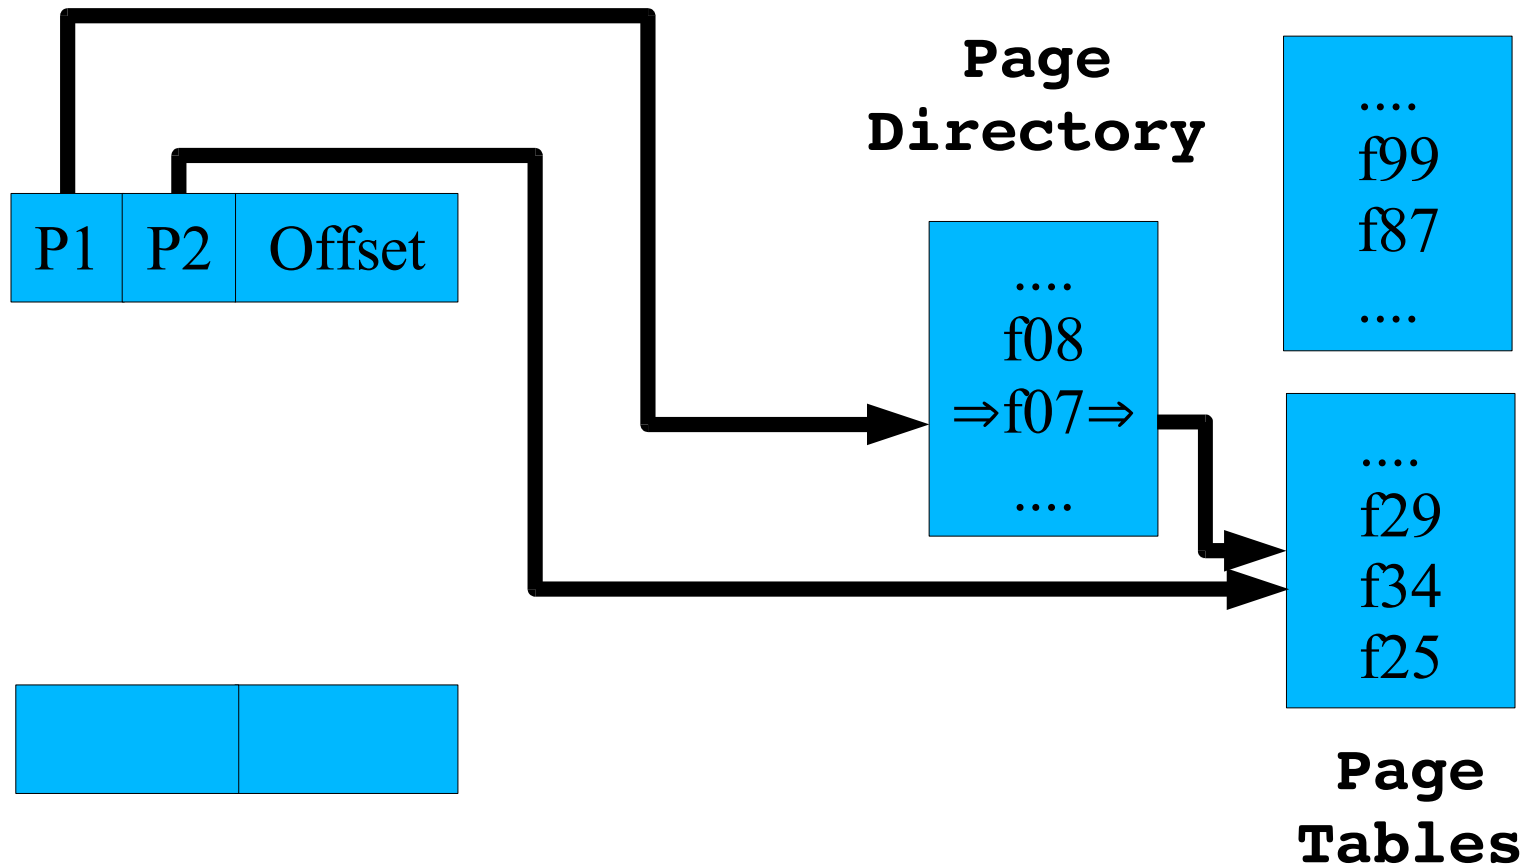 Page
Directory
....
f99
f87
....
P1 P2 Offset
....
f08
⇒f07⇒
....
....
f29
f34
f25
Page
Tables